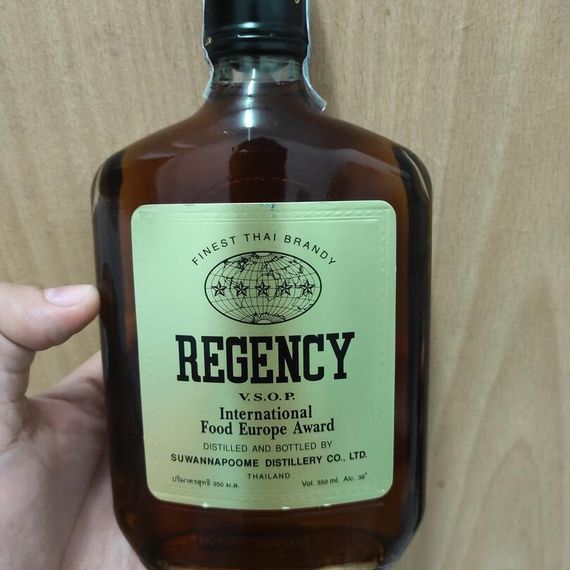 FINEST THAI BRANDY
REGENCY
V.S.O.P.
International
Food Europe Award
DISTILLED AND BOTTLED BY
SUWANNAPOOME DISTILLERY CO., LTD.
THAILAND
ปริมาตรสุทธิ 350 ม.ล. Vol. 350 ml. Alc. 38°